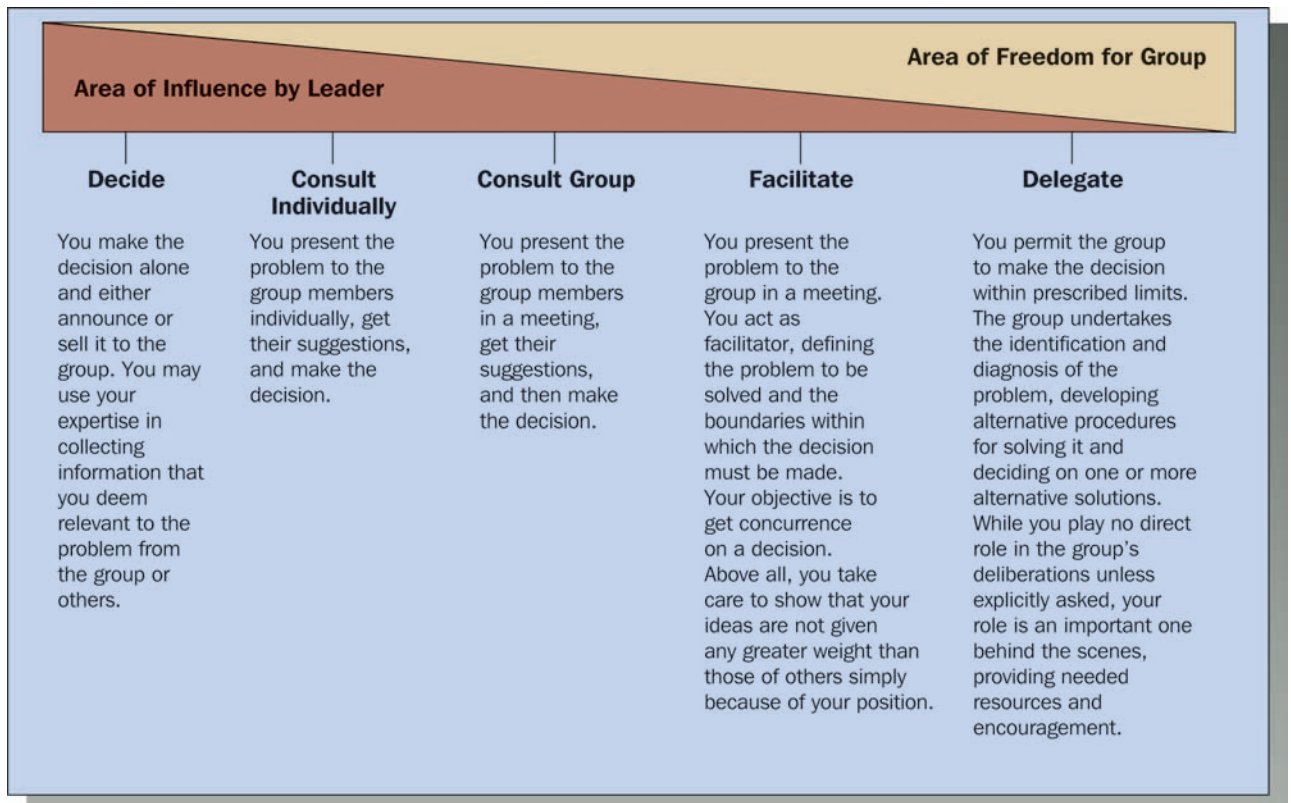 Area of Freedom for Group
Area of Influence by Leader
Decide
You make the
decision alone
and either
announce or
sell it to the
group. You may
use your
expertise in
collecting
information that
you deem
relevant to the
problem from
the group or
others.
Consult
Individually
You present the
problem to the
group members
individually, get
their suggestions,
and make the
decision.
Consult Group
You present the
problem to the
group members
in a meeting,
get their
suggestions,
and then make
the decision.
Facilitate
You present the
problem to the
group in a meeting.
You act as
facilitator, defining
the problem to be
solved and the
boundaries within
which the decision
must be made.
Your objective is to
get concurrence
on a decision.
Above all, you take
care to show that your
ideas are not given
any greater weight than
those of others simply
because of your position.
Delegate
You permit the group
to make the decision
within prescribed limits.
The group undertakes
the identification and
diagnosis of the
problem, developing
alternative procedures
for solving it and
deciding on one or more
alternative solutions.
While you play no direct
role in the group's
deliberations unless
explicitly asked, your
role is an important one
behind the scenes,
providing needed
resources and
encouragement.